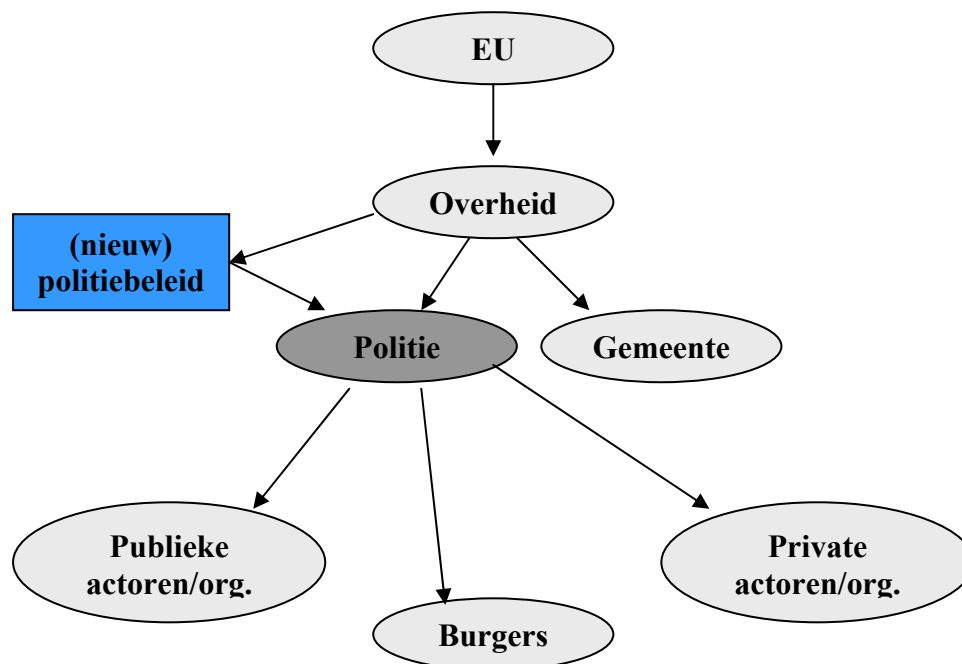 EU
Overheid
(nieuw)
politiebeleid
Politie
Gemeente
Publieke
actoren/org.
Private
actoren/org.
Burgers